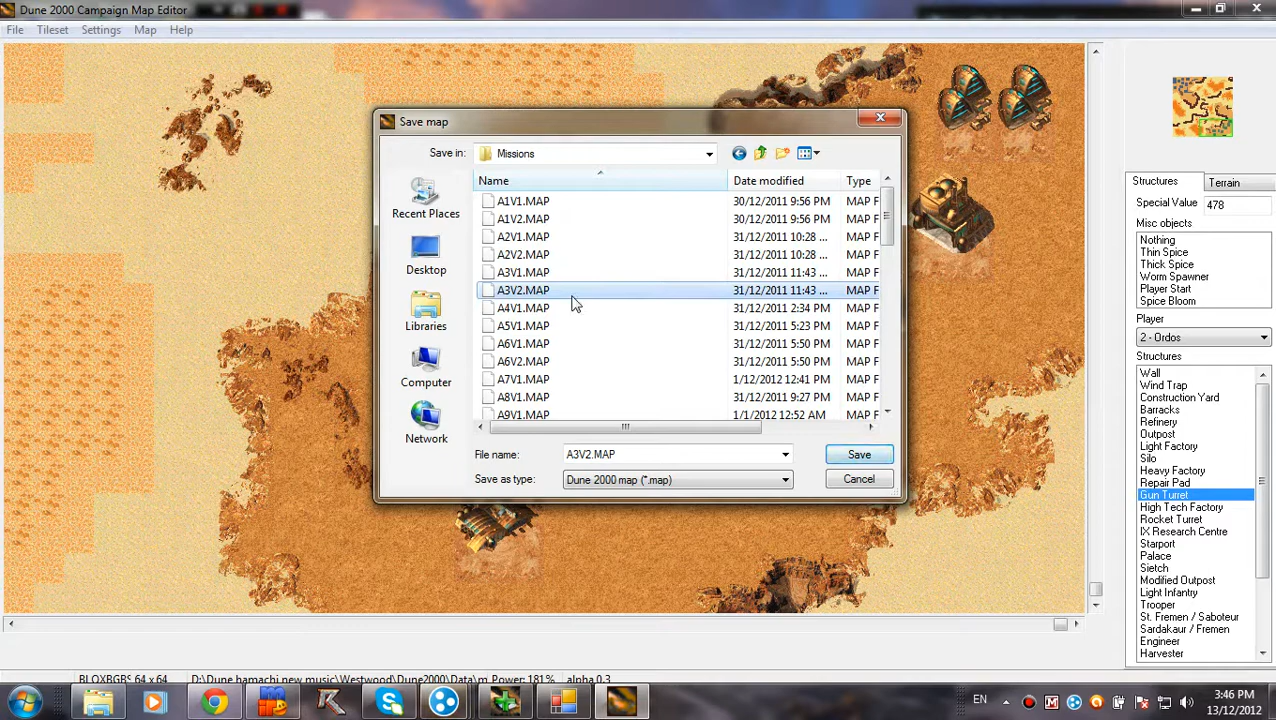 Dune 2000 Campaign Map Editor
File Tileset Settings Map Help
Save map
Save in: Missions
Name Date modified Type
A1V1.MAP 30/12/2011 9:56 PM MAP F
A1V2.MAP 30/12/2011 9:56 PM MAP F
A2V1.MAP 31/12/2011 10:28 ... MAP F
A2V2.MAP 31/12/2011 10:28 ... MAP F
A3V1.MAP 31/12/2011 11:43 ... MAP F
A3V2.MAP 31/12/2011 11:43 ... MAP F
A4V1.MAP 31/12/2011 2:34 PM MAP F
A5V1.MAP 31/12/2011 5:23 PM MAP F
A6V1.MAP 31/12/2011 5:50 PM MAP F
A6V2.MAP 31/12/2011 5:50 PM MAP F
A7V1.MAP 1/12/2012 12:41 PM MAP F
A8V1.MAP 31/12/2011 9:27 PM MAP F
A9V1.MAP 1/1/2012 12:52 AM MAP F
Recent Places
Desktop
Libraries
Computer
Network
File name: A3V2.MAP Save
Save as type: Dune 2000 map (*.map) Cancel
Structures Terrain
Special Value 478
Misc objects
Nothing
Thin Spice
Thick Spice
Worm Spawner
Player Start
Spice Bloom
Player
2 - Ordos
Structures
Wall
Wind Trap
Construction Yard
Barracks
Refinery
Outpost
Light Factory
Silo
Heavy Factory
Repair Pad
Gun Turret
High Tech Factory
Rocket Turret
IX Research Centre
Starport
Palace
Sietch
Modified Outpost
Light Infantry
Trooper
St. Fremen / Saboteur
Sardakaur / Fremen
Engineer
Harvester
BLOXBGR5 64 x 64 D:\Dune hamachi new music\Westwood\Dune2000\Data\m Power: 181% alpha 0.3
EN 3:46 PM
13/12/2012